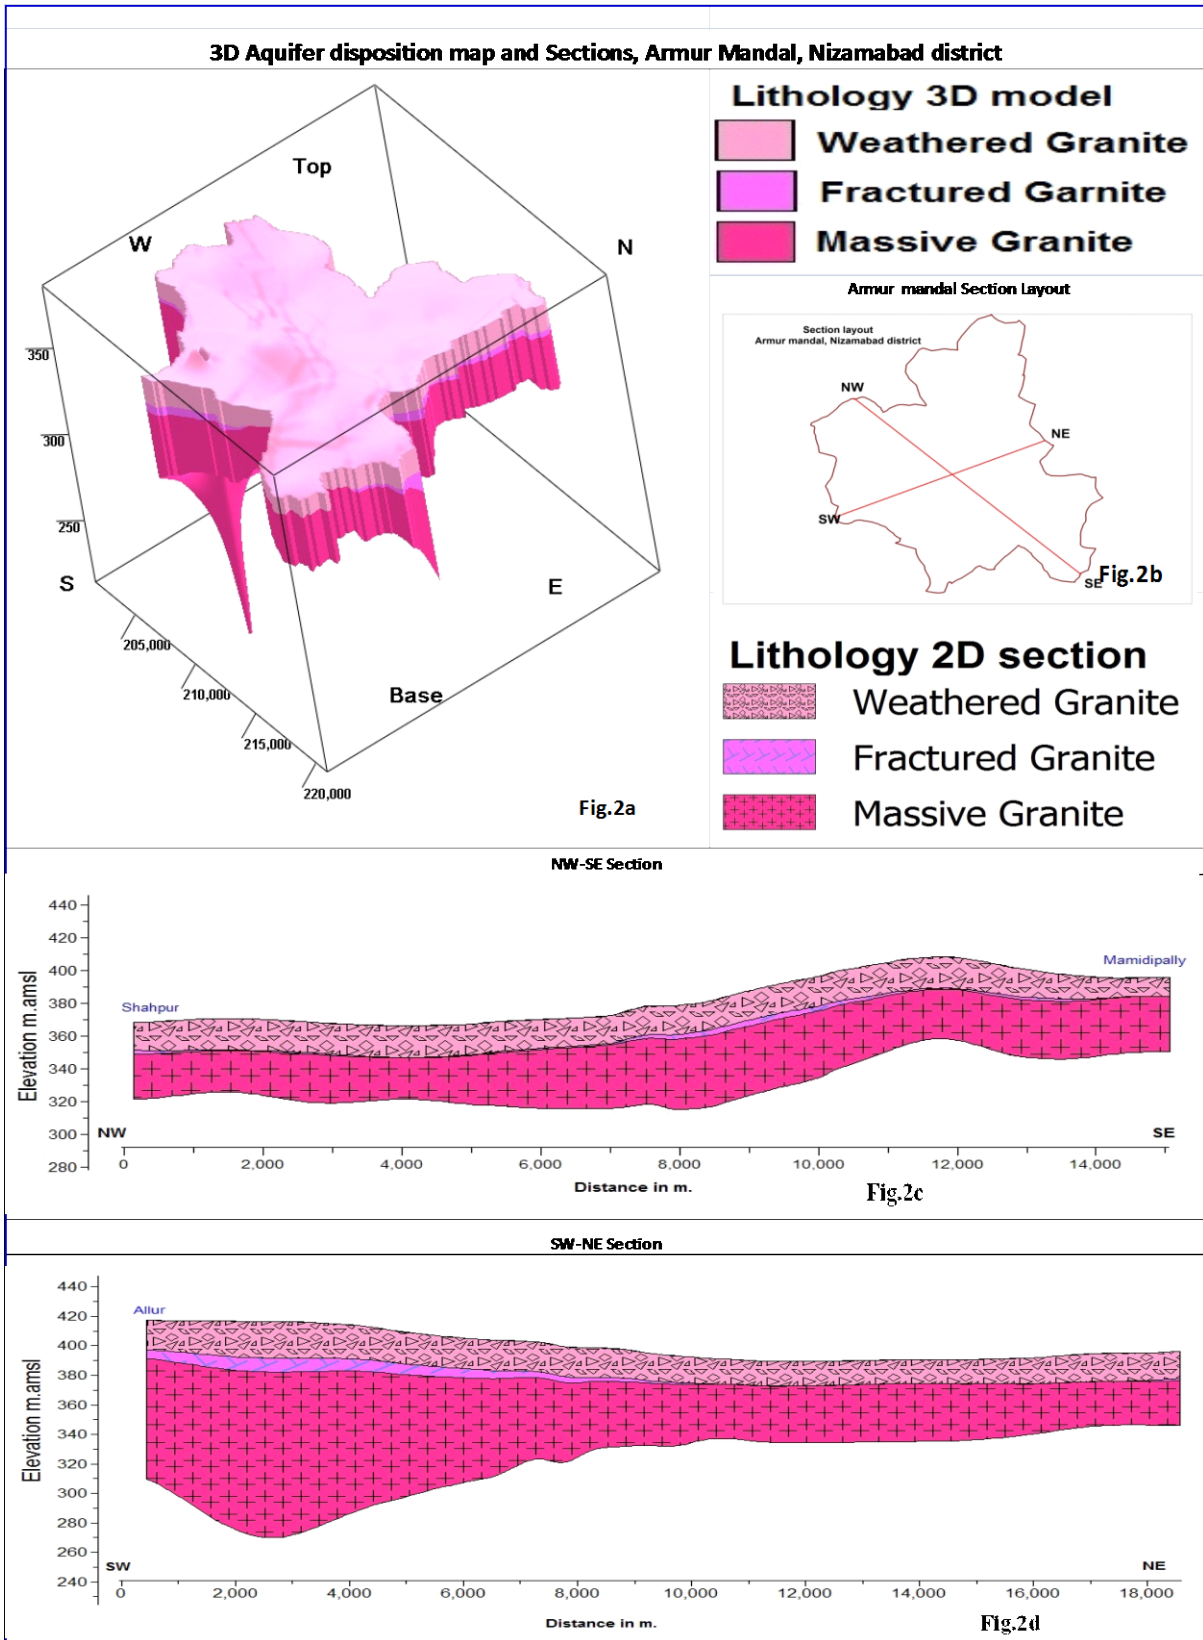 3D Aquifer disposition map and Sections, Armur Mandal, Nizamabad district
Top
W
N
350
300
250
S
E
205,000
210,000
215,000
220,000
Base
Fig.2a
Lithology 3D model
Weathered Granite
Fractured Garnite
Massive Granite
Armur mandal Section Layout
Section layout
Armur mandal, Nizamabad district
NW
NE
SW
SE
Fig.2b
Lithology 2D section
Weathered Granite
Fractured Granite
Massive Granite
NW-SE Section
Elevation m.amsl
440
420
400
380
360
340
320
300
280
Shahpur
Mamidipally
NW
SE
0
2,000
4,000
6,000
8,000
10,000
12,000
14,000
Distance in m.
Fig.2c
SW-NE Section
Elevation m.amsl
440
420
400
380
360
340
320
300
280
260
240
Allur
SW
NE
0
2,000
4,000
6,000
8,000
10,000
12,000
14,000
16,000
18,000
Distance in m.
Fig.2d